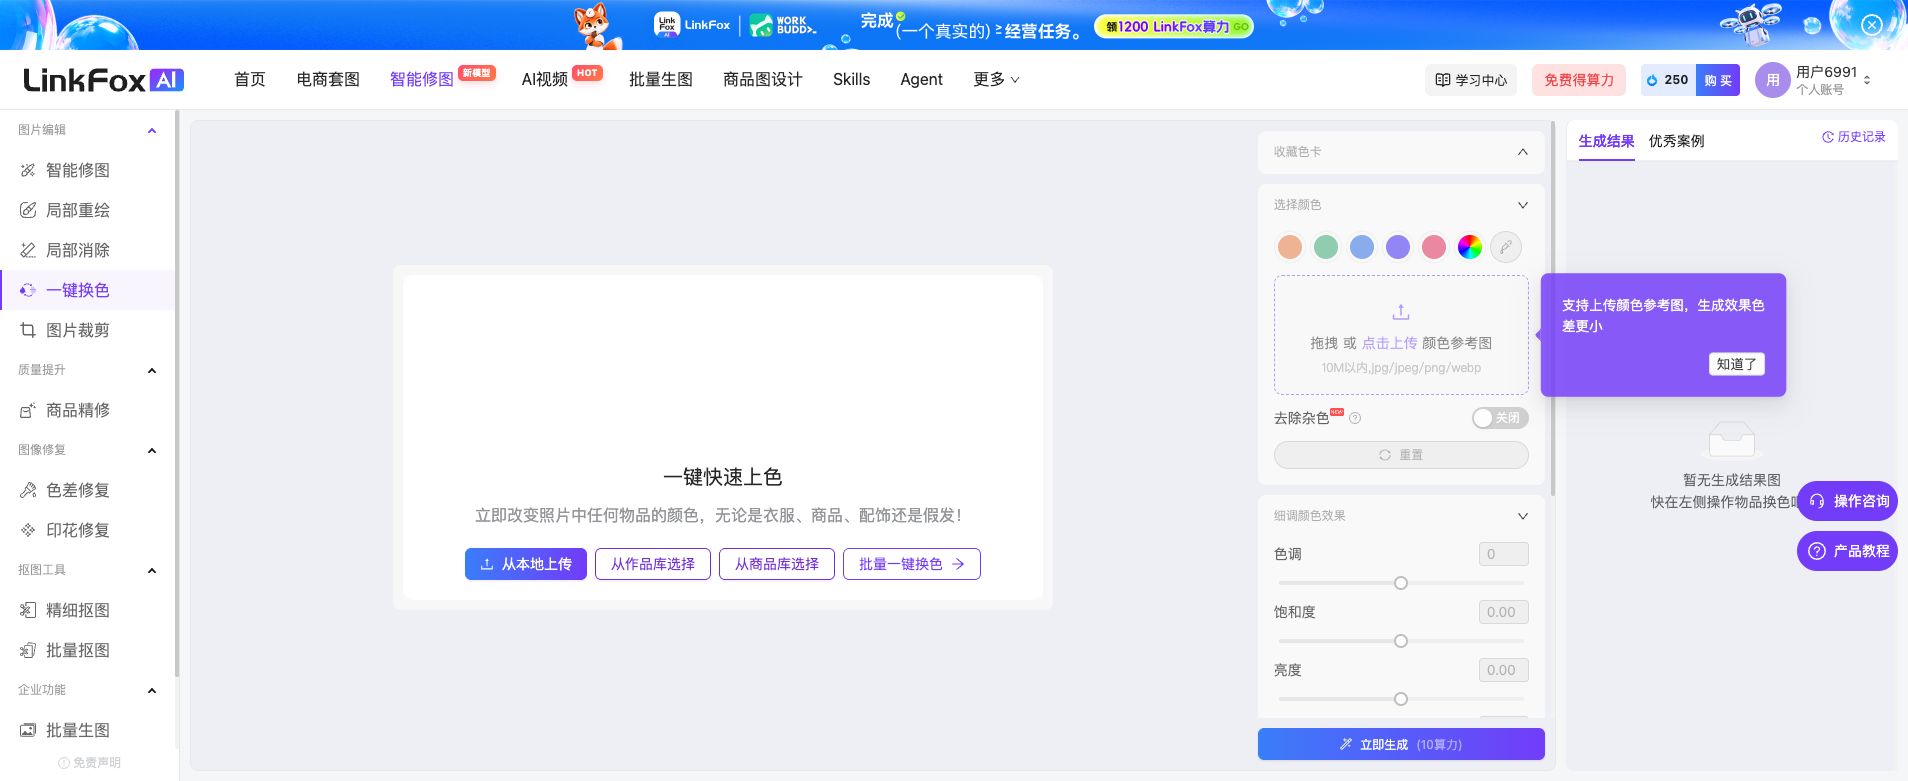 Link Fox AI LinkFox WORK BUDD>_ 完成 (一个真实的) 经营任务。 领1200 LinkFox算力 GO
LinkFox AI 首页 电商套图 智能修图 新模型 AI视频 HOT 批量生图 商品图设计 Skills Agent 更多 学习中心 免费得算力 250 购买 用 用户6991
个人账号
图片编辑
智能修图
局部重绘
局部消除
一键换色
图片裁剪
质量提升
商品精修
图像修复
色差修复
印花修复
抠图工具
精细抠图
批量抠图
企业功能
批量生图
免责声明
一键快速上色
立即改变照片中任何物品的颜色，无论是衣服、商品、配饰还是假发！
从本地上传 从作品库选择 从商品库选择 批量一键换色
收藏色卡
选择颜色
拖拽 或 点击上传 颜色参考图
10M以内,jpg/jpeg/png/webp
去除杂色 NEW 关闭
重置
细调颜色效果
色调 0
饱和度 0.00
亮度 0.00
立即生成 (10算力)
支持上传颜色参考图，生成效果色
差更小
知道了
生成结果 优秀案例 历史记录
暂无生成结果图
快在左侧操作物品换色
操作咨询
产品教程